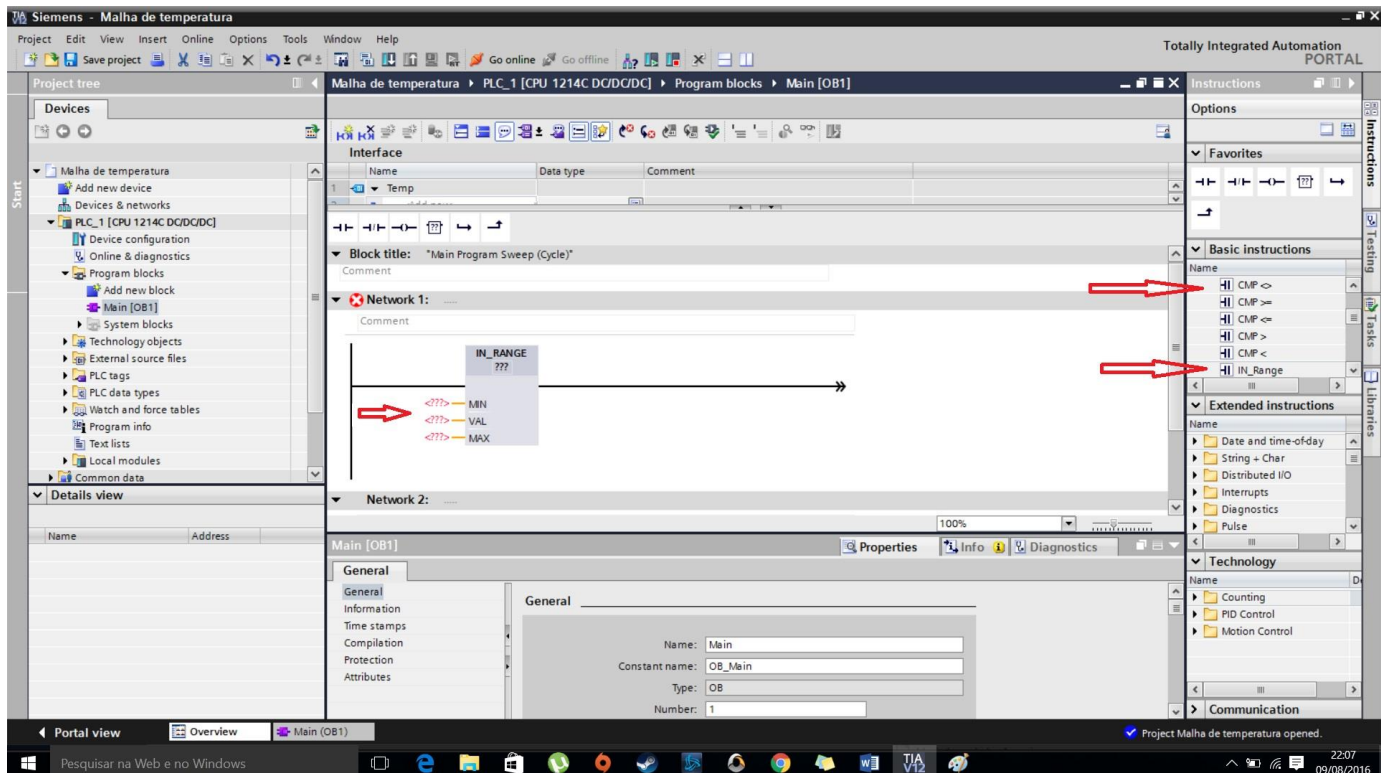 Siemens - Malha de temperatura
Project Edit View Insert Online Options Tools Window Help
Totally Integrated Automation
PORTAL
Save project
Go online
Go offline
Project tree
Malha de temperatura PLC_1 [CPU 1214C DC/DC/DC] Program blocks Main [OB1]
Instructions
Devices
Options
Start
Malha de temperatura
Add new device
Devices & networks
PLC_1 [CPU 1214C DC/DC/DC]
Device configuration
Online & diagnostics
Program blocks
Add new block
Main [OB1]
System blocks
Technology objects
External source files
PLC tags
PLC data types
Watch and force tables
Program info
Text lists
Local modules
Common data
Details view
Name Address
Interface
Name Data type Comment
1 Temp
Block title: "Main Program Sweep (Cycle)"
Comment
Network 1: .....
Comment
IN_RANGE
???
<???> MIN
<???> VAL
<???> MAX
Network 2: .....
100%
Main [OB1]
Properties Info Diagnostics
General
General
Information
Time stamps
Compilation
Protection
Attributes
General
Name: Main
Constant name: OB_Main
Type: OB
Number: 1
Favorites
??
Basic instructions
Name
CMP <>
CMP >=
CMP <=
CMP >
CMP <
IN_Range
Extended instructions
Name
Date and time-of-day
String + Char
Distributed I/O
Interrupts
Diagnostics
Pulse
Technology
Name
Counting
PID Control
Motion Control
Communication
Instructions
Testing
Tasks
Libraries
Portal view Overview Main (OB1)
Project Malha de temperatura opened.
Pesquisar na Web e no Windows
TIA
V12
22:07
09/08/2016